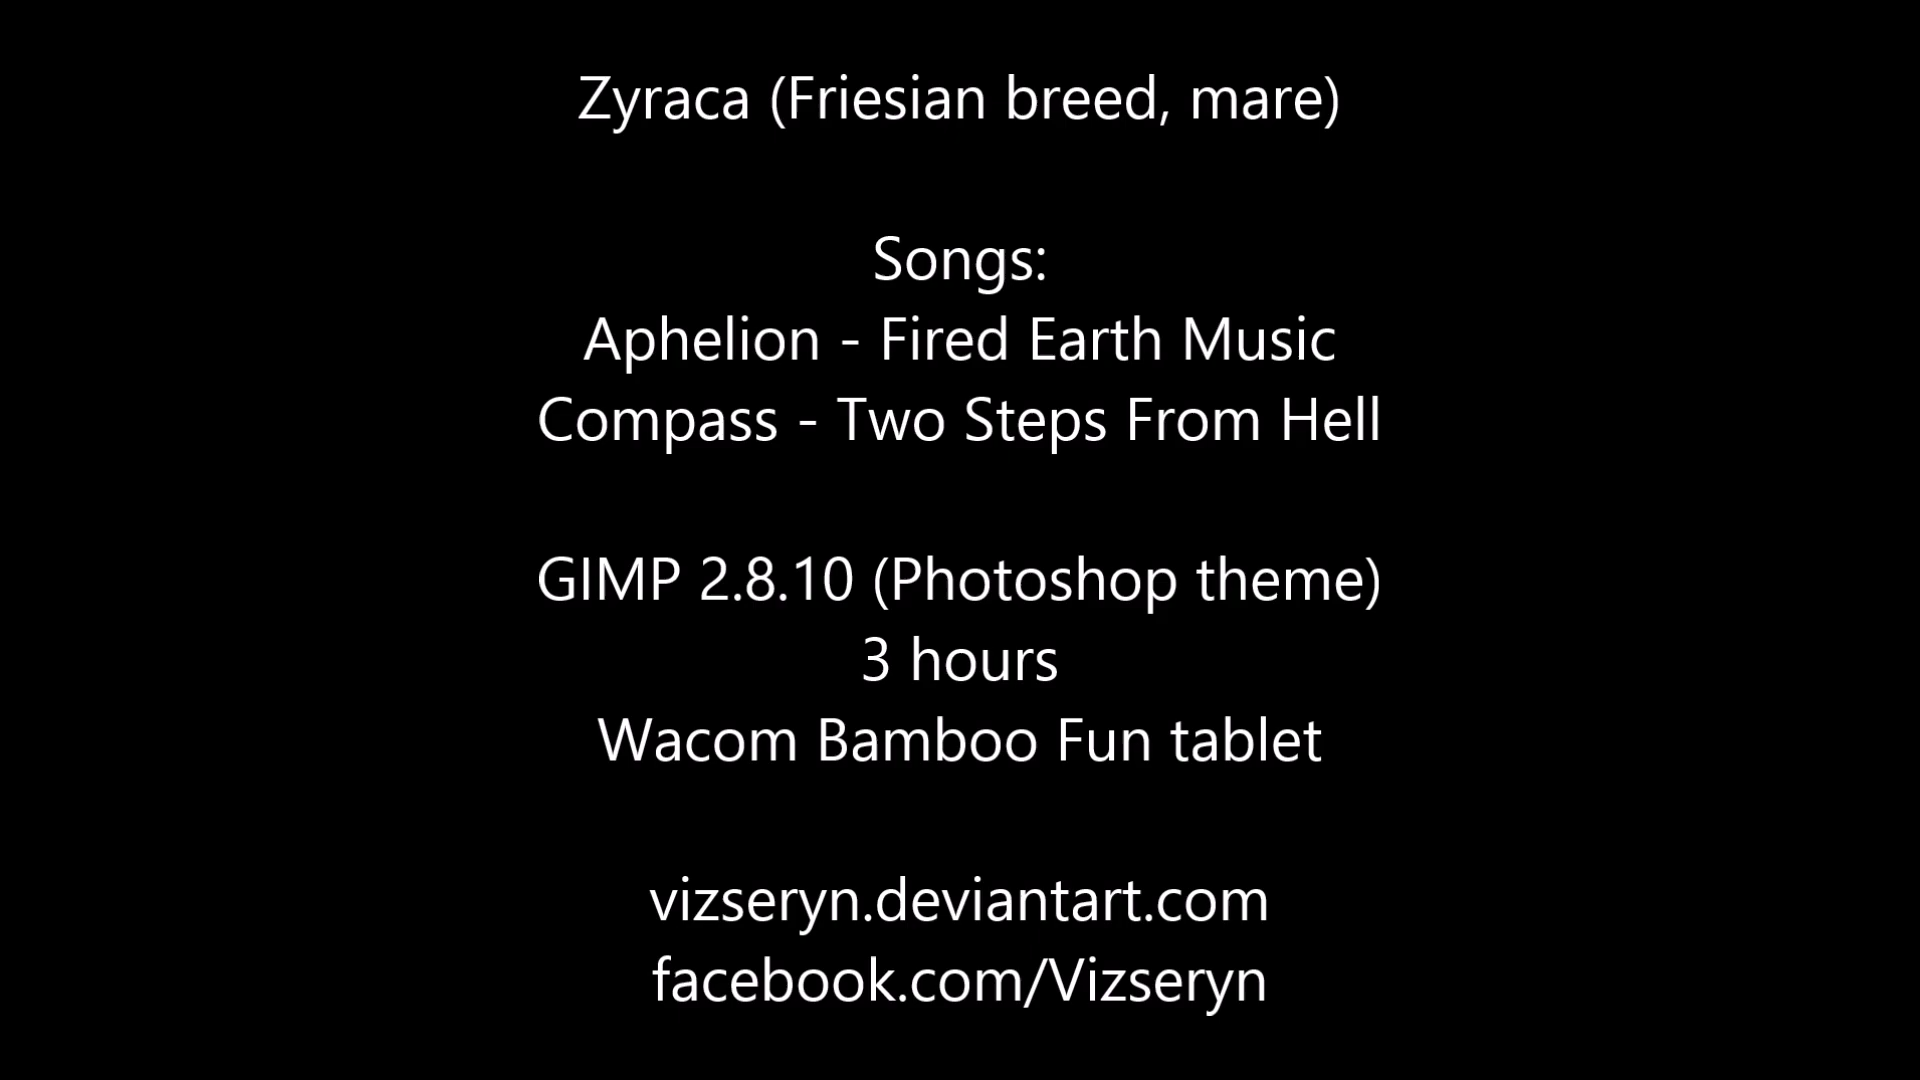 Zyraca (Friesian breed, mare)
Songs:
Aphelion - Fired Earth Music
Compass - Two Steps From Hell
GIMP 2.8.10 (Photoshop theme)
3 hours
Wacom Bamboo Fun tablet
vizseryn.deviantart.com
facebook.com/Vizseryn